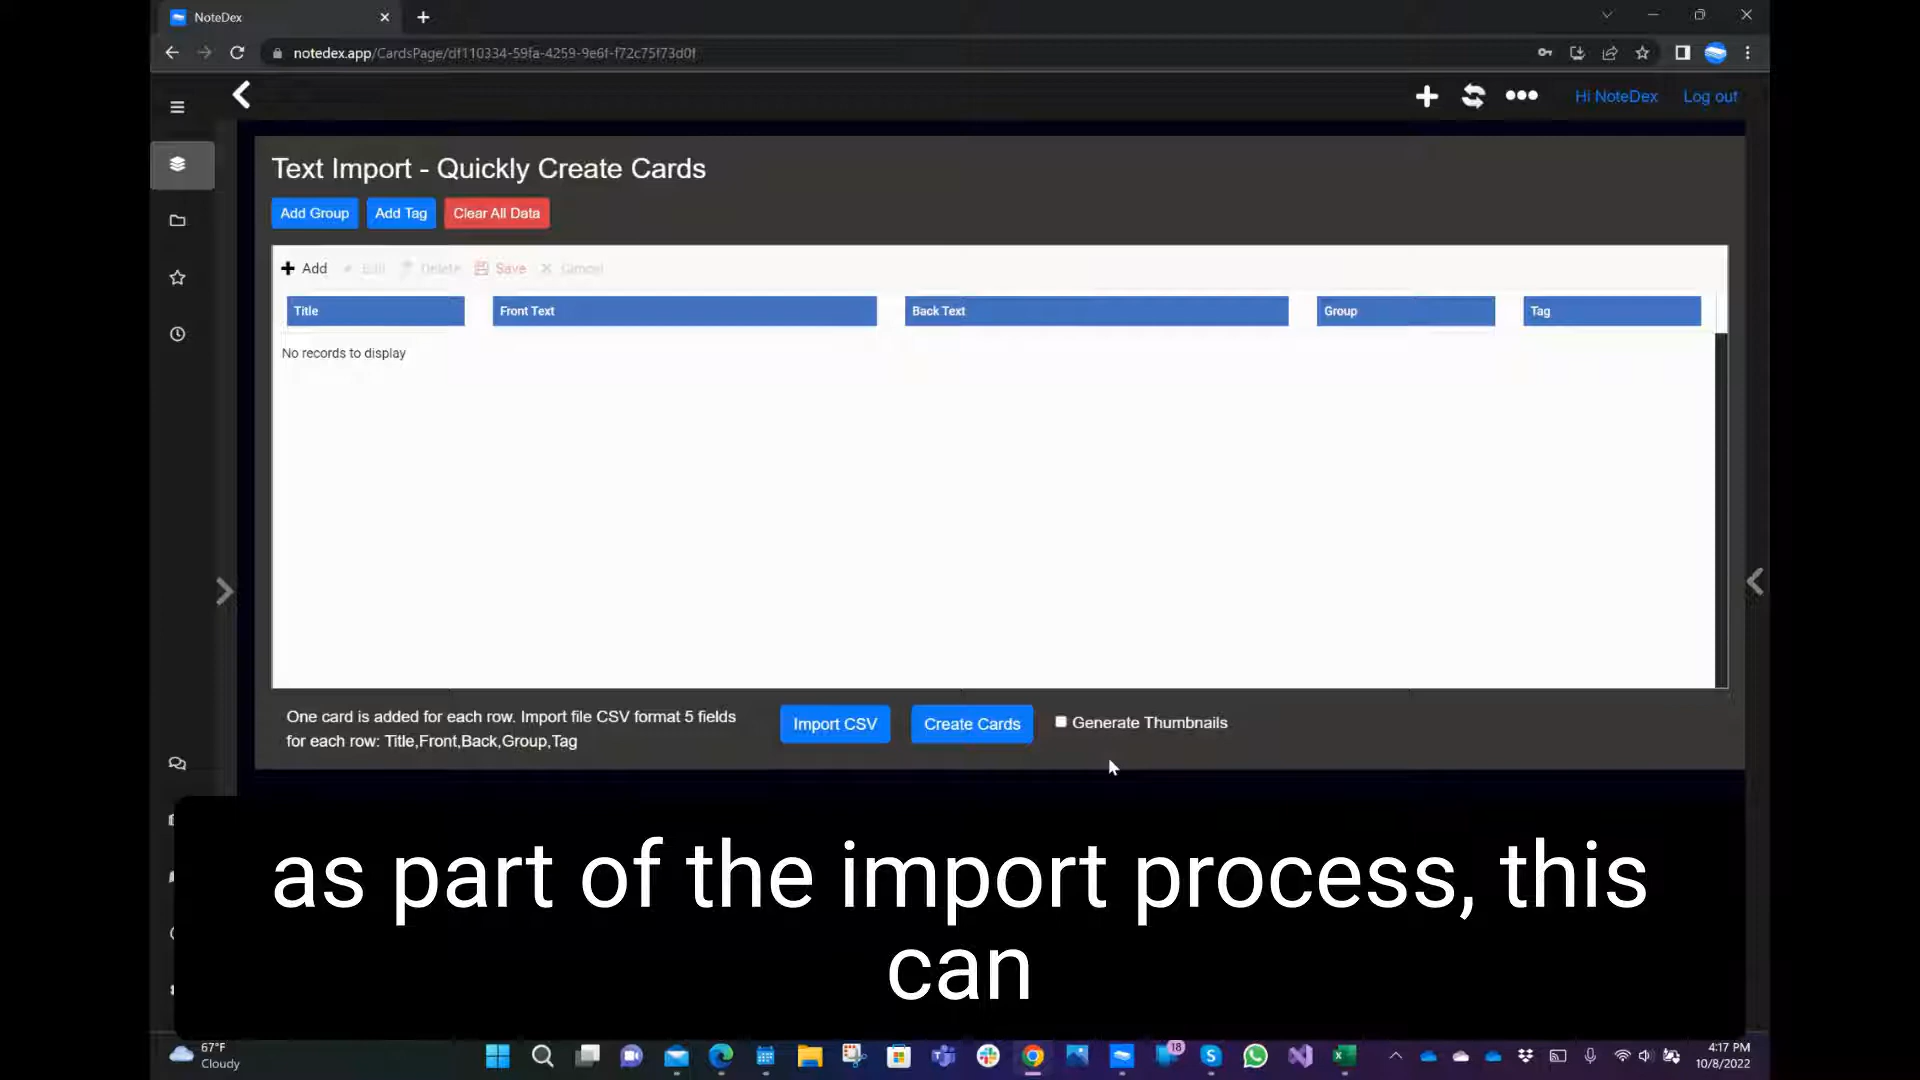 NoteDex
notedex.app/CardsPage/df110334-59fa-4259-9e6f-f72c75f73d0f
Hi NoteDex
Log out
Text Import - Quickly Create Cards
Add Group
Add Tag
Clear All Data
Add
Edit
Delete
Save
Cancel
Title
Front Text
Back Text
Group
Tag
No records to display
One card is added for each row. Import file CSV format 5 fields
for each row: Title,Front,Back,Group,Tag
Import CSV
Create Cards
Generate Thumbnails
as part of the import process, this
can
67°F
Cloudy
18
4:17 PM
10/8/2022